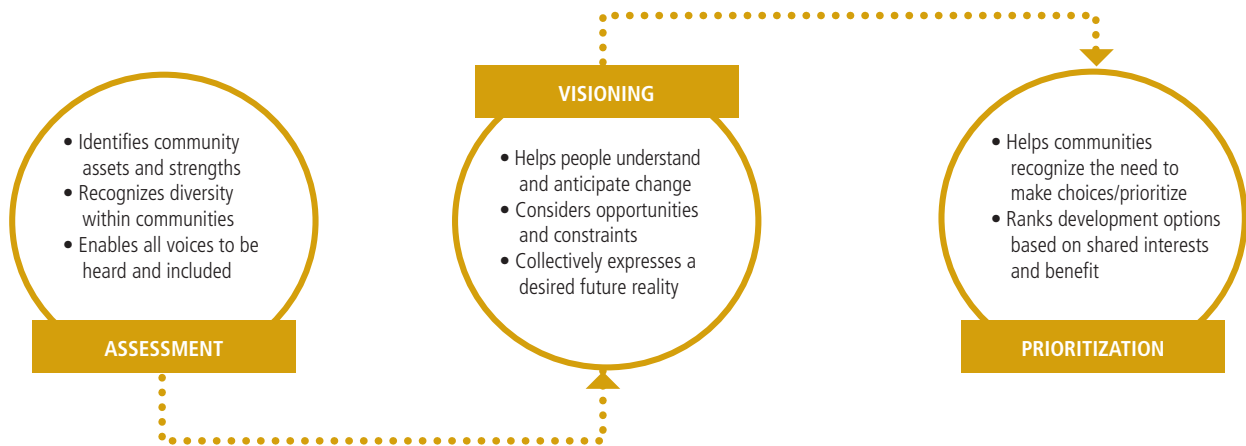 • Identifies community
assets and strengths
• Recognizes diversity
within communities
• Enables all voices to be
heard and included
ASSESSMENT
VISIONING
• Helps people understand
and anticipate change
• Considers opportunities
and constraints
• Collectively expresses a
desired future reality
• Helps communities
recognize the need to
make choices/prioritize
• Ranks development options
based on shared interests
and benefit
PRIORITIZATION